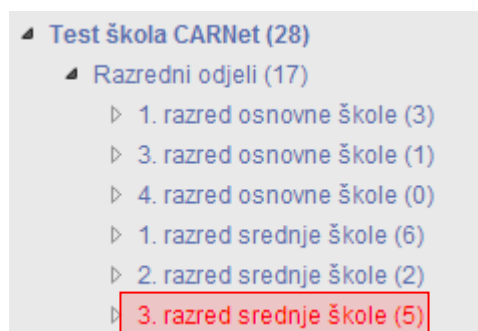 Test škola CARNet (28)
Razredni odjeli (17)
1. razred osnovne škole (3)
3. razred osnovne škole (1)
4. razred osnovne škole (0)
1. razred srednje škole (6)
2. razred srednje škole (2)
3. razred srednje škole (5)